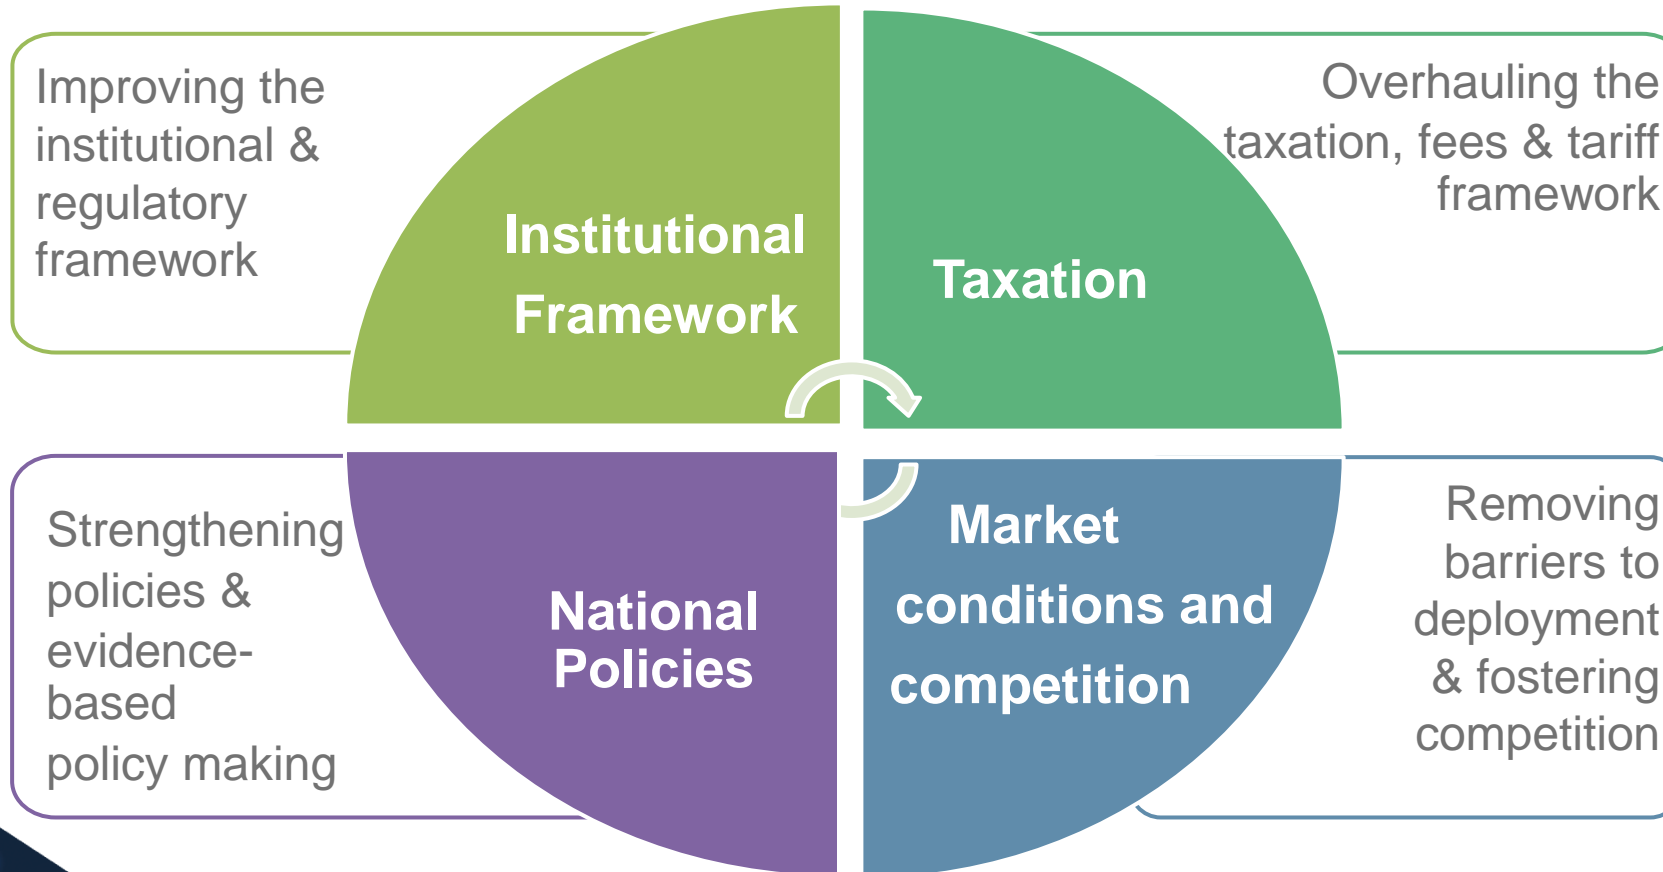 Improving the
institutional &
regulatory
framework
Institutional
Framework
Overhauling the
taxation, fees & tariff
framework
Taxation
Strengthening
policies &
evidence-
based
policy making
National
Policies
Market
conditions and
competition
Removing
barriers to
deployment
& fostering
competition